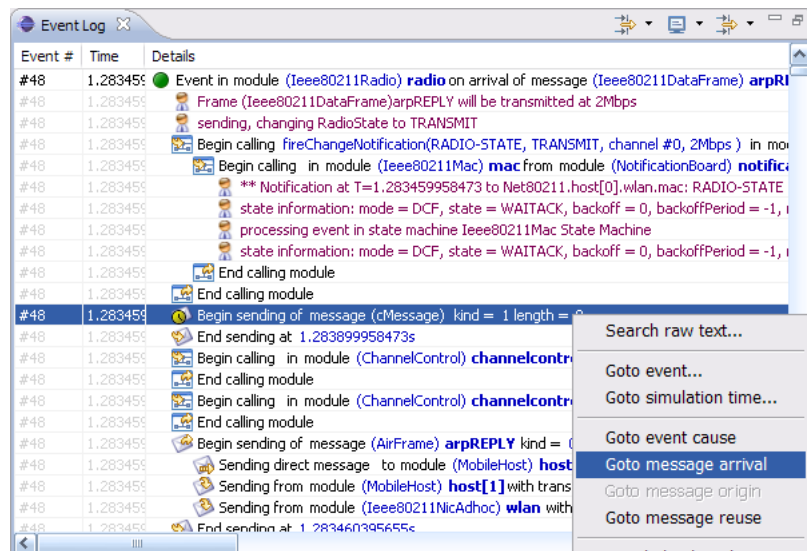 Event Log
Event # Time Details
#48 1.283459 Event in module (Ieee80211Radio) radio on arrival of message (Ieee80211DataFrame)
#48 1.283459 Frame (Ieee80211DataFrame)arpREPLY will be transmitted at 2Mbps
#48 1.283459 sending, changing RadioState to TRANSMIT
#48 1.283459 Begin calling fireChangeNotification(RADIO-STATE, TRANSMIT, channel #0, 2Mbps ) in
#48 1.283459 Begin calling in module (Ieee80211Mac) mac from module (NotificationBoard)
#48 1.283459 ** Notification at T=1.283459958473 to Net80211.host[0].wlan.mac: RADIO-STATE
#48 1.283459 state information: mode = DCF, state = WAITACK, backoff = 0, backoffPeriod = -1,
#48 1.283459 processing event in state machine Ieee80211Mac State Machine
#48 1.283459 state information: mode = DCF, state = WAITACK, backoff = 0, backoffPeriod = -1,
#48 1.283459 End calling module
#48 1.283459 End calling module
#48 1.283459 Begin sending of message (cMessage) kind = 1 length =
#48 1.283459 End sending at 1.283899958473s
#48 1.283459 Begin calling in module (ChannelControl)
#48 1.283459 End calling module
#48 1.283459 Begin calling in module (ChannelControl)
#48 1.283459 End calling module
#48 1.283459 Begin sending of message (AirFrame) arpREPLY kind =
#48 1.283459 Sending direct message to module (MobileHost) host
#48 1.283459 Sending from module (MobileHost) host[1] with trans
#48 1.283459 Sending from module (Ieee80211NicAdhoc) wlan with
#48 1.283459 End sending at 1.283460395655s
Search raw text...
Goto event...
Goto simulation time...
Goto event cause
Goto message arrival
Goto message origin
Goto message reuse